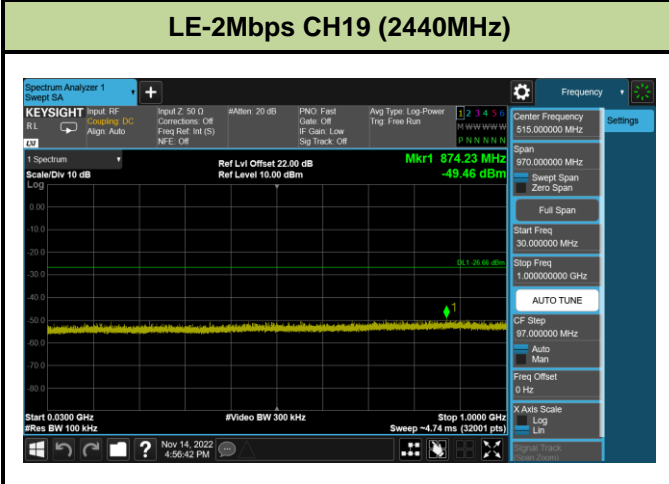 LE-2Mbps CH19 (2440MHz)
Spectrum Analyzer 1
Swept SA
+
Frequency
KEYSIGHT
RL
LXI
Input: RF
Coupling: DC
Align: Auto
Input Z: 50 Ω
Corrections: Off
Freq Ref: Int (S)
NFE: Off
#Atten: 20 dB
PNO: Fast
Gate: Off
IF Gain: Low
Sig Track: Off
Avg Type: Log-Power
Trig: Free Run
1 2 3 4 5 6
M W W W W W
P N N N N N
Center Frequency
515.000000 MHz
Settings
1 Spectrum
Scale/Div 10 dB
Log
Ref Lvl Offset 22.00 dB
Ref Level 10.00 dBm
Mkr1 874.23 MHz
-49.46 dBm
Span
970.000000 MHz
Swept Span
Zero Span
Full Span
Start Freq
30.000000 MHz
Stop Freq
1.000000000 GHz
AUTO TUNE
CF Step
97.000000 MHz
Auto
Man
Freq Offset
0 Hz
X Axis Scale
Log
Lin
Signal Track
(Span Zoom)
0.00
-10.0
-20.0
DL1 -26.66 dBm
-30.0
-40.0
1
-50.0
-60.0
-70.0
-80.0
Start 0.0300 GHz
#Res BW 100 kHz
#Video BW 300 kHz
Stop 1.0000 GHz
Sweep ~4.74 ms (32001 pts)
?
Nov 14, 2022
4:56:42 PM